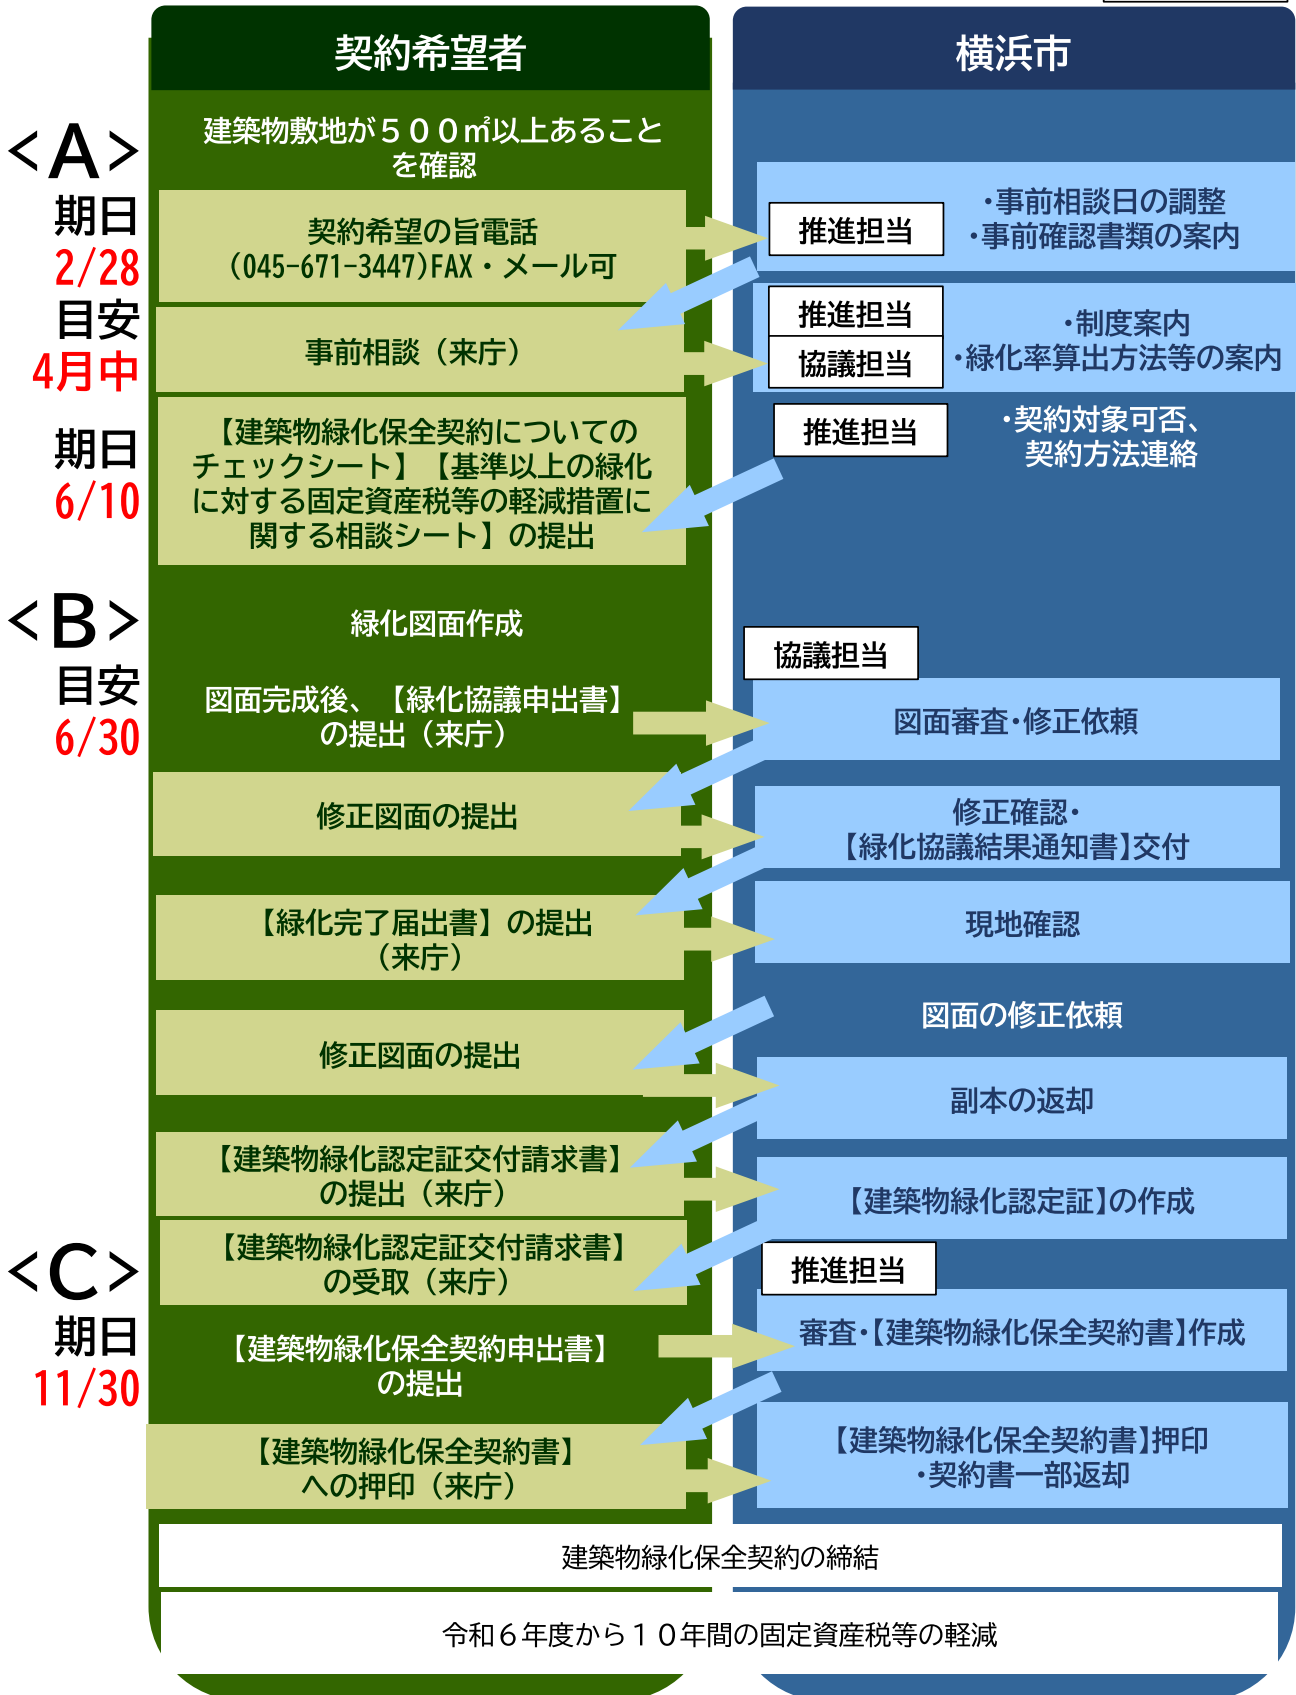 契約希望者
横浜市
<A>
期日
2/28
目安
4月中
期日
6/10
建築物敷地が５００㎡以上あること
を確認
契約希望の旨電話
(045-671-3447)FAX・メール可
推進担当
・事前相談日の調整
・事前確認書類の案内
事前相談（来庁）
推進担当
協議担当
・制度案内
・緑化率算出方法等の案内
【建築物緑化保全契約についての
チェックシート】【基準以上の緑化
に対する固定資産税等の軽減措置に
関する相談シート】の提出
推進担当
・契約対象可否、
契約方法連絡
<B>
目安
6/30
緑化図面作成
図面完成後、【緑化協議申出書】
の提出（来庁）
協議担当
図面審査・修正依頼
修正図面の提出
修正確認・
【緑化協議結果通知書】交付
【緑化完了届出書】の提出
（来庁）
現地確認
図面の修正依頼
修正図面の提出
副本の返却
【建築物緑化認定証交付請求書】
の提出（来庁）
【建築物緑化認定証】の作成
<C>
期日
11/30
【建築物緑化認定証交付請求書】
の受取（来庁）
推進担当
【建築物緑化保全契約申出書】
の提出
審査・【建築物緑化保全契約書】作成
【建築物緑化保全契約書】
への押印（来庁）
【建築物緑化保全契約書】押印
・契約書一部返却
建築物緑化保全契約の締結
令和６年度から１０年間の固定資産税等の軽減